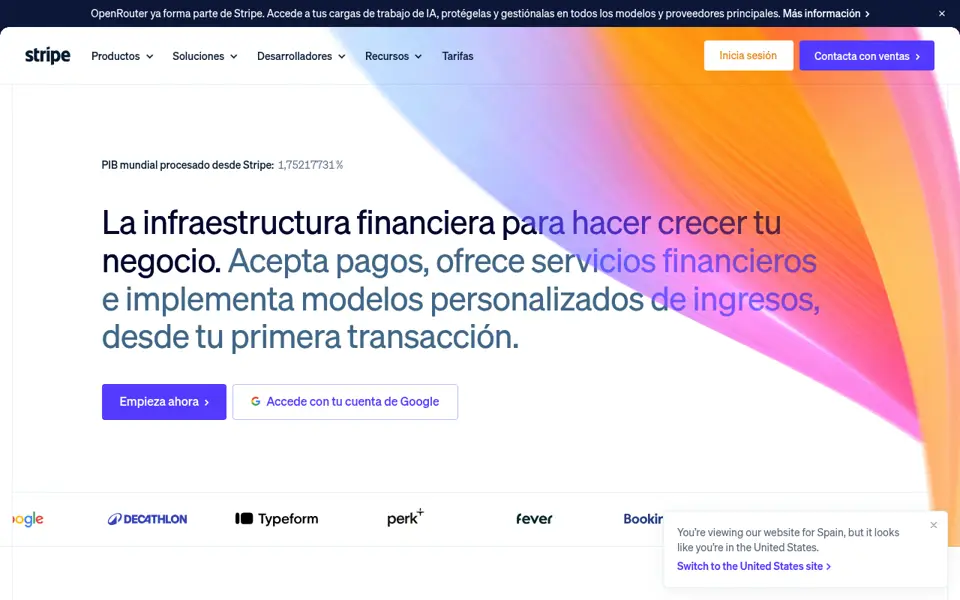 OpenRouter ya forma parte de Stripe. Accede a tus cargas de trabajo de IA, protégelas y gestiónalas en todos los modelos y proveedores principales. Más información
stripe Productos Soluciones Desarrolladores Recursos Tarifas Inicia sesión Contacta con ventas
PIB mundial procesado desde Stripe: 1,75217731 %
La infraestructura financiera para hacer crecer tu
negocio. Acepta pagos, ofrece servicios financieros
e implementa modelos personalizados de ingresos,
desde tu primera transacción.
Empieza ahora Accede con tu cuenta de Google
ogle DECATHLON Typeform perk+ fever Bookin
You're viewing our website for Spain, but it looks
like you're in the United States.
Switch to the United States site